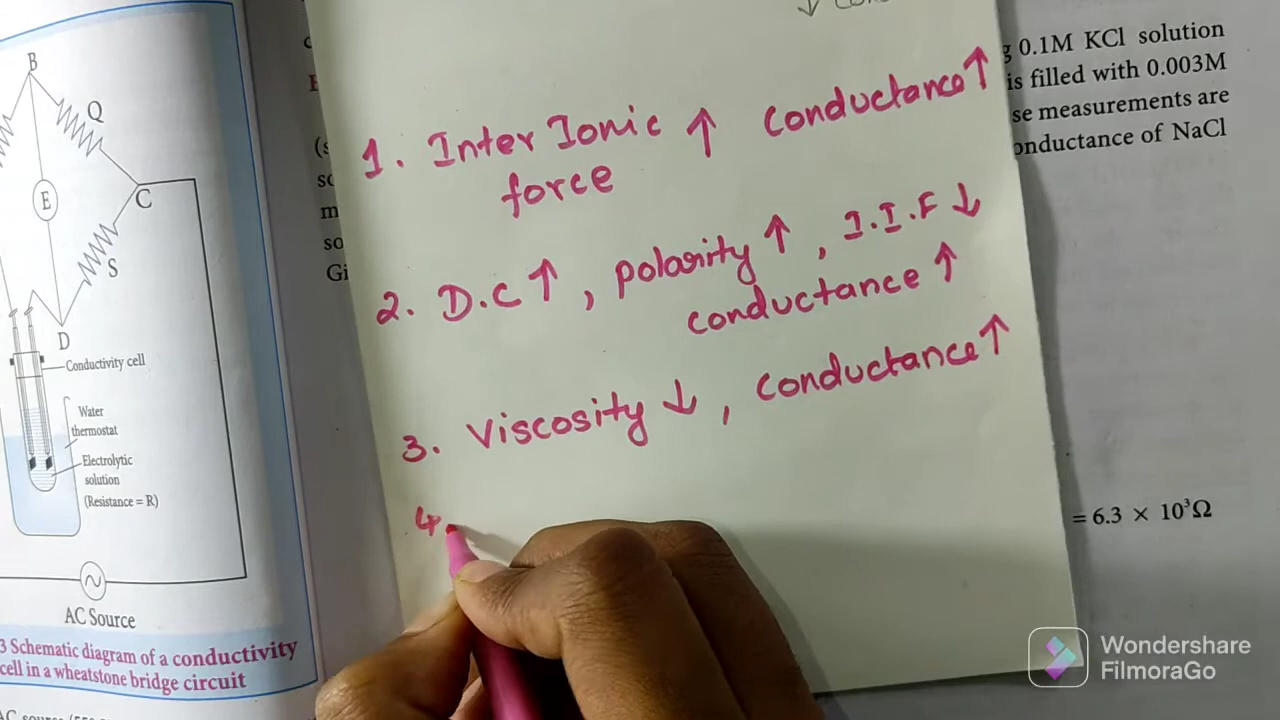 B
Q
E
C
S
D
Conductivity cell
Water
thermostat
Electrolytic
solution
(Resistance = R)
AC Source
3 Schematic diagram of a conductivity
cell in a wheatstone bridge circuit
1. Inter Ionic ↑ Conductance ↑
force
2. D.C ↑, polarity ↑, I.I.F ↓
conductance ↑
3. Viscosity ↓, conductance ↑
4.
0.1M KCl solution
is filled with 0.003M
se measurements are
onductance of NaCl
= 6.3 × 10³Ω
Wondershare
FilmoraGo